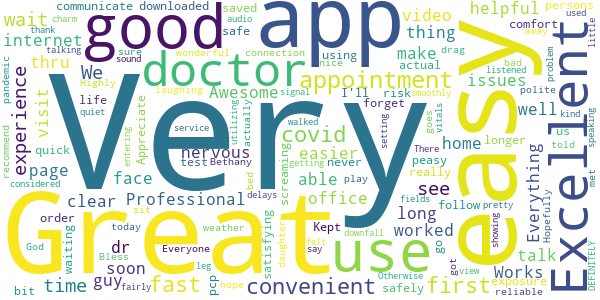 communicate
downloaded
saved
video
helpful
persons
used
charm
wait
good
app
audio
safe
thing
comfort
away
little
thank
internet
sure
sound
wonderful
connection
using
nice
make
drag
actual
bad
listened
problem
polite
kind
talking
thru
doctor
appointment
issues
pandemic
We
Highly
Awesome
signal
I'll
risk
smoothly
well
us
told
speaking
experience
visit
life
quiet
Very
laughing
utilizing
actually
forget
goes
vitals
easy
Excellent
Appreciate
service
covid
walked
setting
home
Everything
Hopefully
recommend
quick
nervous
test
Bethany
easier
never
peasy
There
longer
met
page
face
entering
screaming
able
getting
play
really
considered
clear
Professional
bed
delays
office
fields
see
follow
pretty
reliable
order
sit
Great
satisfying
daughter
long
worked
showing
talk
waiting
dr
today
weather
Kept
felt
say
use
downfall
go
got
view
God
Bless
Everyone
leg
Otherwise
Works
soon
guy
hope
safely
first
exposure
DEFINITELY
bit
time
fairly
fast
pcp
convenient